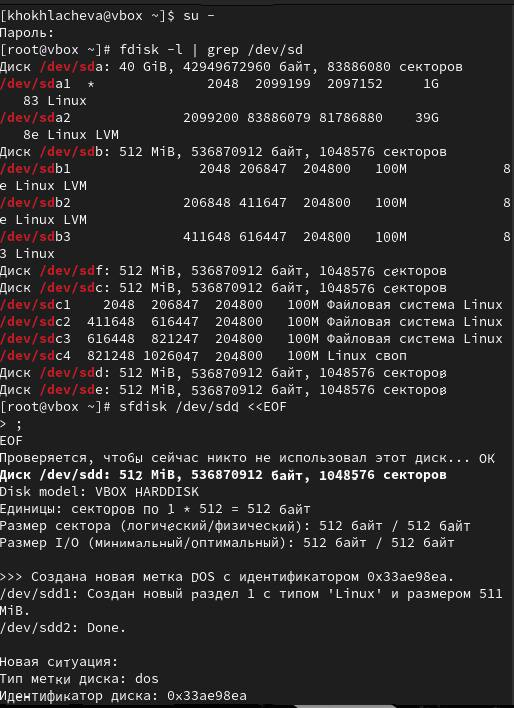 [khokhlacheva@vbox ~]$ su -
Пароль:
[root@vbox ~]# fdisk -l | grep /dev/sd
Диск /dev/sda: 40 GiB, 42949672960 байт, 83886080 секторов
/dev/sda1 * 2048 2099199 2097152 1G
83 Linux
/dev/sda2 2099200 83886079 81786880 39G
8e Linux LVM
Диск /dev/sdb: 512 MiB, 536870912 байт, 1048576 секторов
/dev/sdb1 2048 206847 204800 100M 8
e Linux LVM
/dev/sdb2 206848 411647 204800 100M 8
e Linux LVM
/dev/sdb3 411648 616447 204800 100M 8
3 Linux
Диск /dev/sdf: 512 MiB, 536870912 байт, 1048576 секторов
Диск /dev/sdc: 512 MiB, 536870912 байт, 1048576 секторов
/dev/sdc1 2048 206847 204800 100M Файловая система Linux
/dev/sdc2 411648 616447 204800 100M Файловая система Linux
/dev/sdc3 616448 821247 204800 100M Файловая система Linux
/dev/sdc4 821248 1026047 204800 100M Linux своп
Диск /dev/sdd: 512 MiB, 536870912 байт, 1048576 секторов
Диск /dev/sde: 512 MiB, 536870912 байт, 1048576 секторов
[root@vbox ~]# sfdisk /dev/sdd <<EOF
> ;
EOF
Проверяется, чтобы сейчас никто не использовал этот диск... OK
Диск /dev/sdd: 512 MiB, 536870912 байт, 1048576 секторов
Disk model: VBOX HARDDISK
Единицы: секторов по 1 * 512 = 512 байт
Размер сектора (логический/физический): 512 байт / 512 байт
Размер I/O (минимальный/оптимальный): 512 байт / 512 байт
>>> Создана новая метка DOS с идентификатором 0x33ae98ea.
/dev/sdd1: Создан новый раздел 1 с типом 'Linux' и размером 511
MiB.
/dev/sdd2: Done.
Новая ситуация:
Тип метки диска: dos
Идентификатор диска: 0x33ae98ea